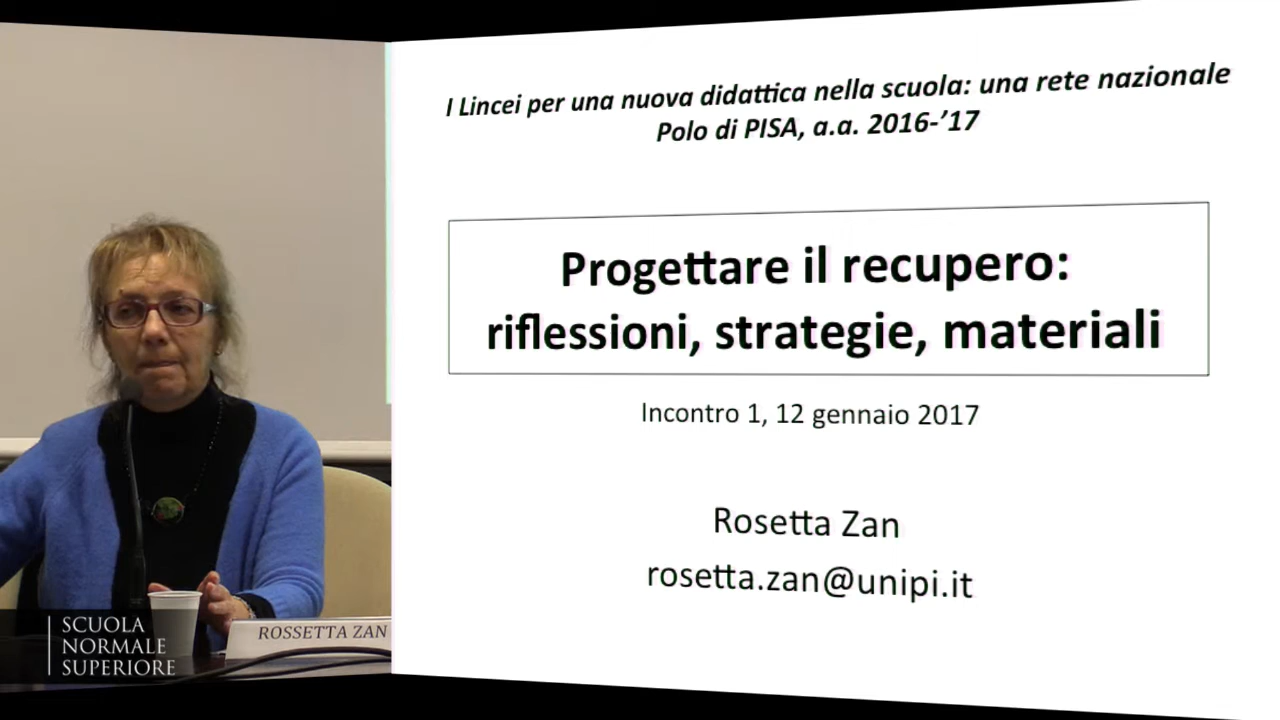 I Lincei per una nuova didattica nella scuola: una rete nazionale
Polo di PISA, a.a. 2016-’17
Progettare il recupero:
riflessioni, strategie, materiali
Incontro 1, 12 gennaio 2017
Rosetta Zan
rosetta.zan@unipi.it
ROSSETTA ZAN
SCUOLA
NORMALE
SUPERIORE